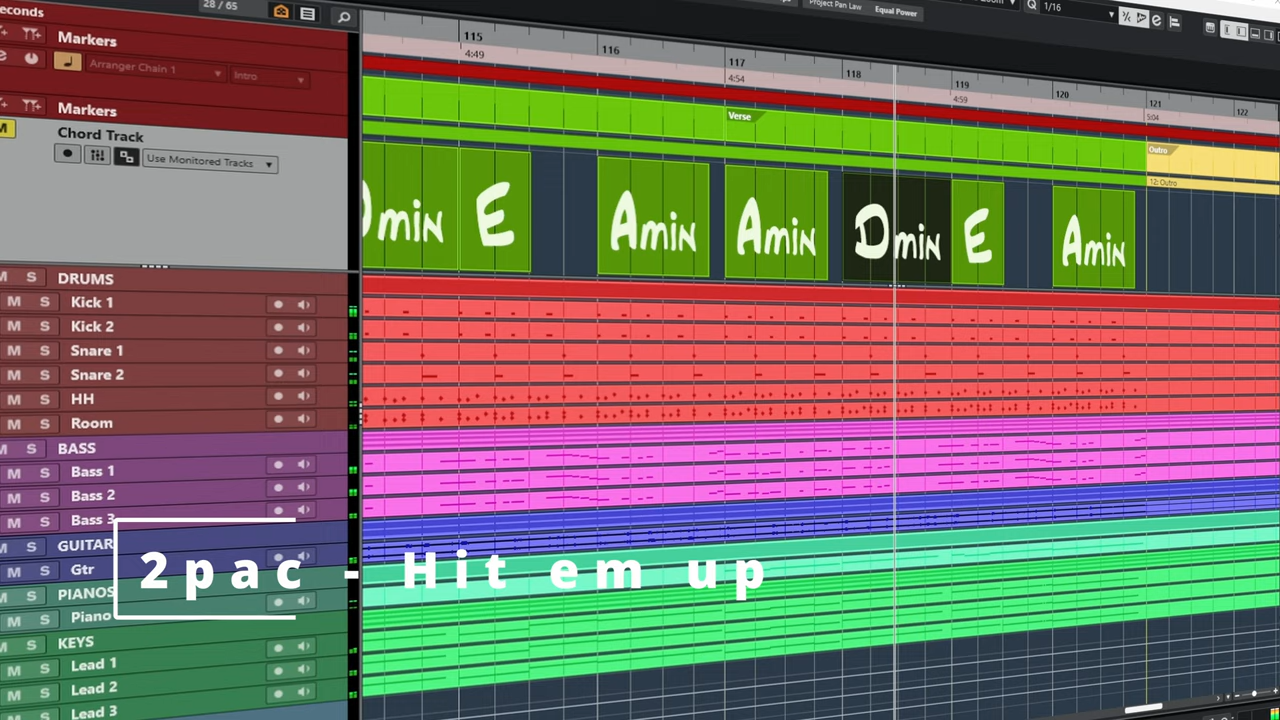 28 / 65
Project Pan Law
Equal Power
1/16
econds
Markers
Arranger Chain 1
Intro
Markers
Chord Track
Use Monitored Tracks
115
116
117
118
119
120
121
122
4:49
4:54
4:59
5:04
Verse
Outro
12: Outro
Dmin
E
Amin
Amin
Dmin
E
Amin
M S DRUMS
M S Kick 1
M S Kick 2
M S Snare 1
M S Snare 2
M S HH
M S Room
M S BASS
M S Bass 1
M S Bass 2
M S Bass 3
M S GUITAR
M S Gtr
M S PIANOS
M S Piano
M S KEYS
M S Lead 1
M S Lead 2
M S Lead 3
2pac - Hit em up